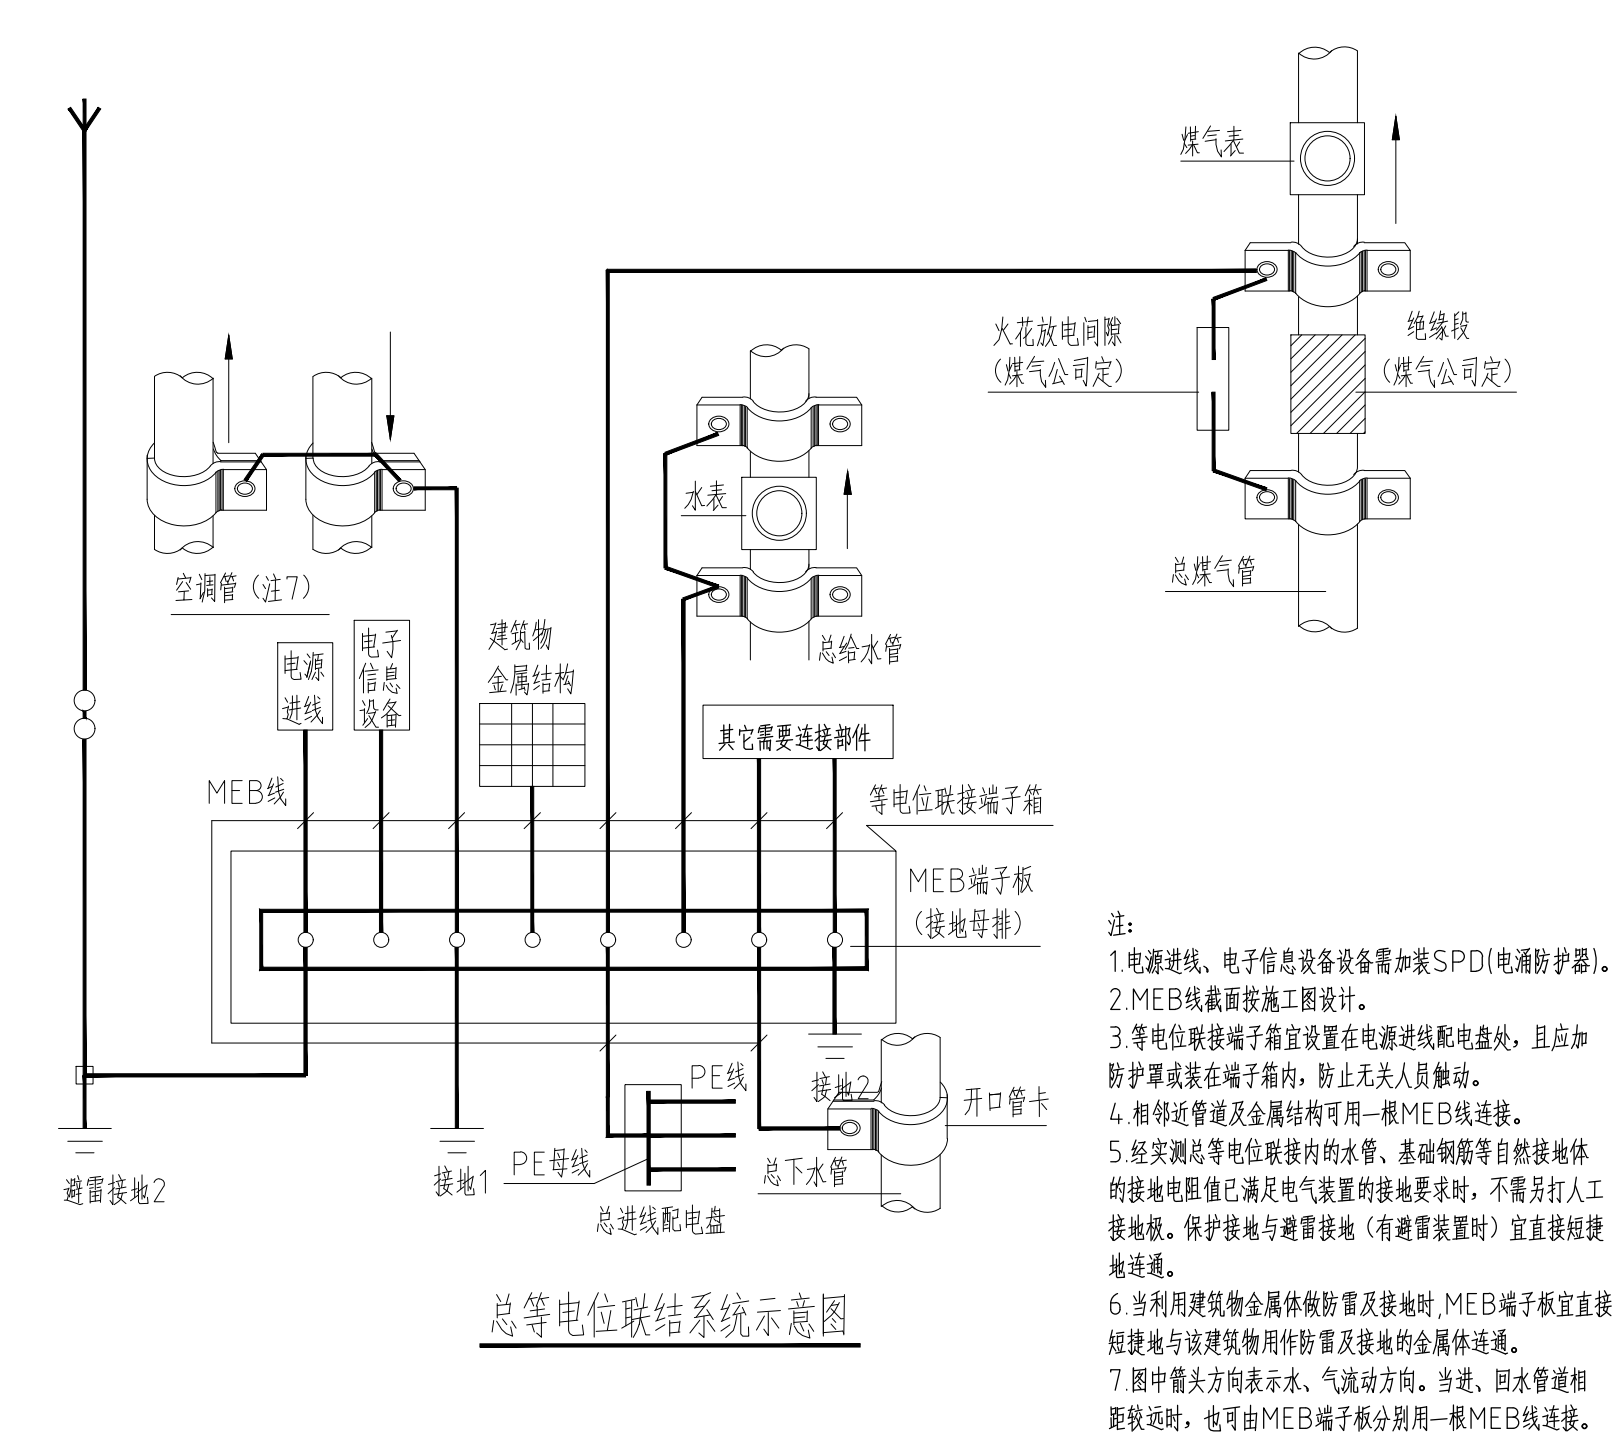 煤气表
火花放电间隙
（煤气公司定）
绝缘段
（煤气公司定）
水表
总煤气管
空调管（注7）
总给水管
电源
进线
电子
信息
设备
建筑物
金属结构
其它需要连接部件
MEB线
等电位联接端子箱
MEB端子板
（接地母排）
PE线
接地2
开口管卡
PE母线
总下水管
避雷接地2
接地1
总进线配电盘
总等电位联结系统示意图
注：
1.电源进线、电子信息设备设备需加装SPD(电涌防护器)。
2.MEB线截面按施工图设计。
3.等电位联接端子箱宜设置在电源进线配电盘处，且应加
防护罩或装在端子箱内，防止无关人员触动。
4.相邻近管道及金属结构可用一根MEB线连接。
5.经实测总等电位联接内的水管、基础钢筋等自然接地体
的接地电阻值已满足电气装置的接地要求时，不需另打人工
接地极。保护接地与避雷接地（有避雷装置时）宜直接短捷
地连通。
6.当利用建筑物金属体做防雷及接地时,MEB端子板宜直接
短捷地与该建筑物用作防雷及接地的金属体连通。
7.图中箭头方向表示水、气流动方向。当进、回水管道相
距较远时，也可由MEB端子板分别用一根MEB线连接。